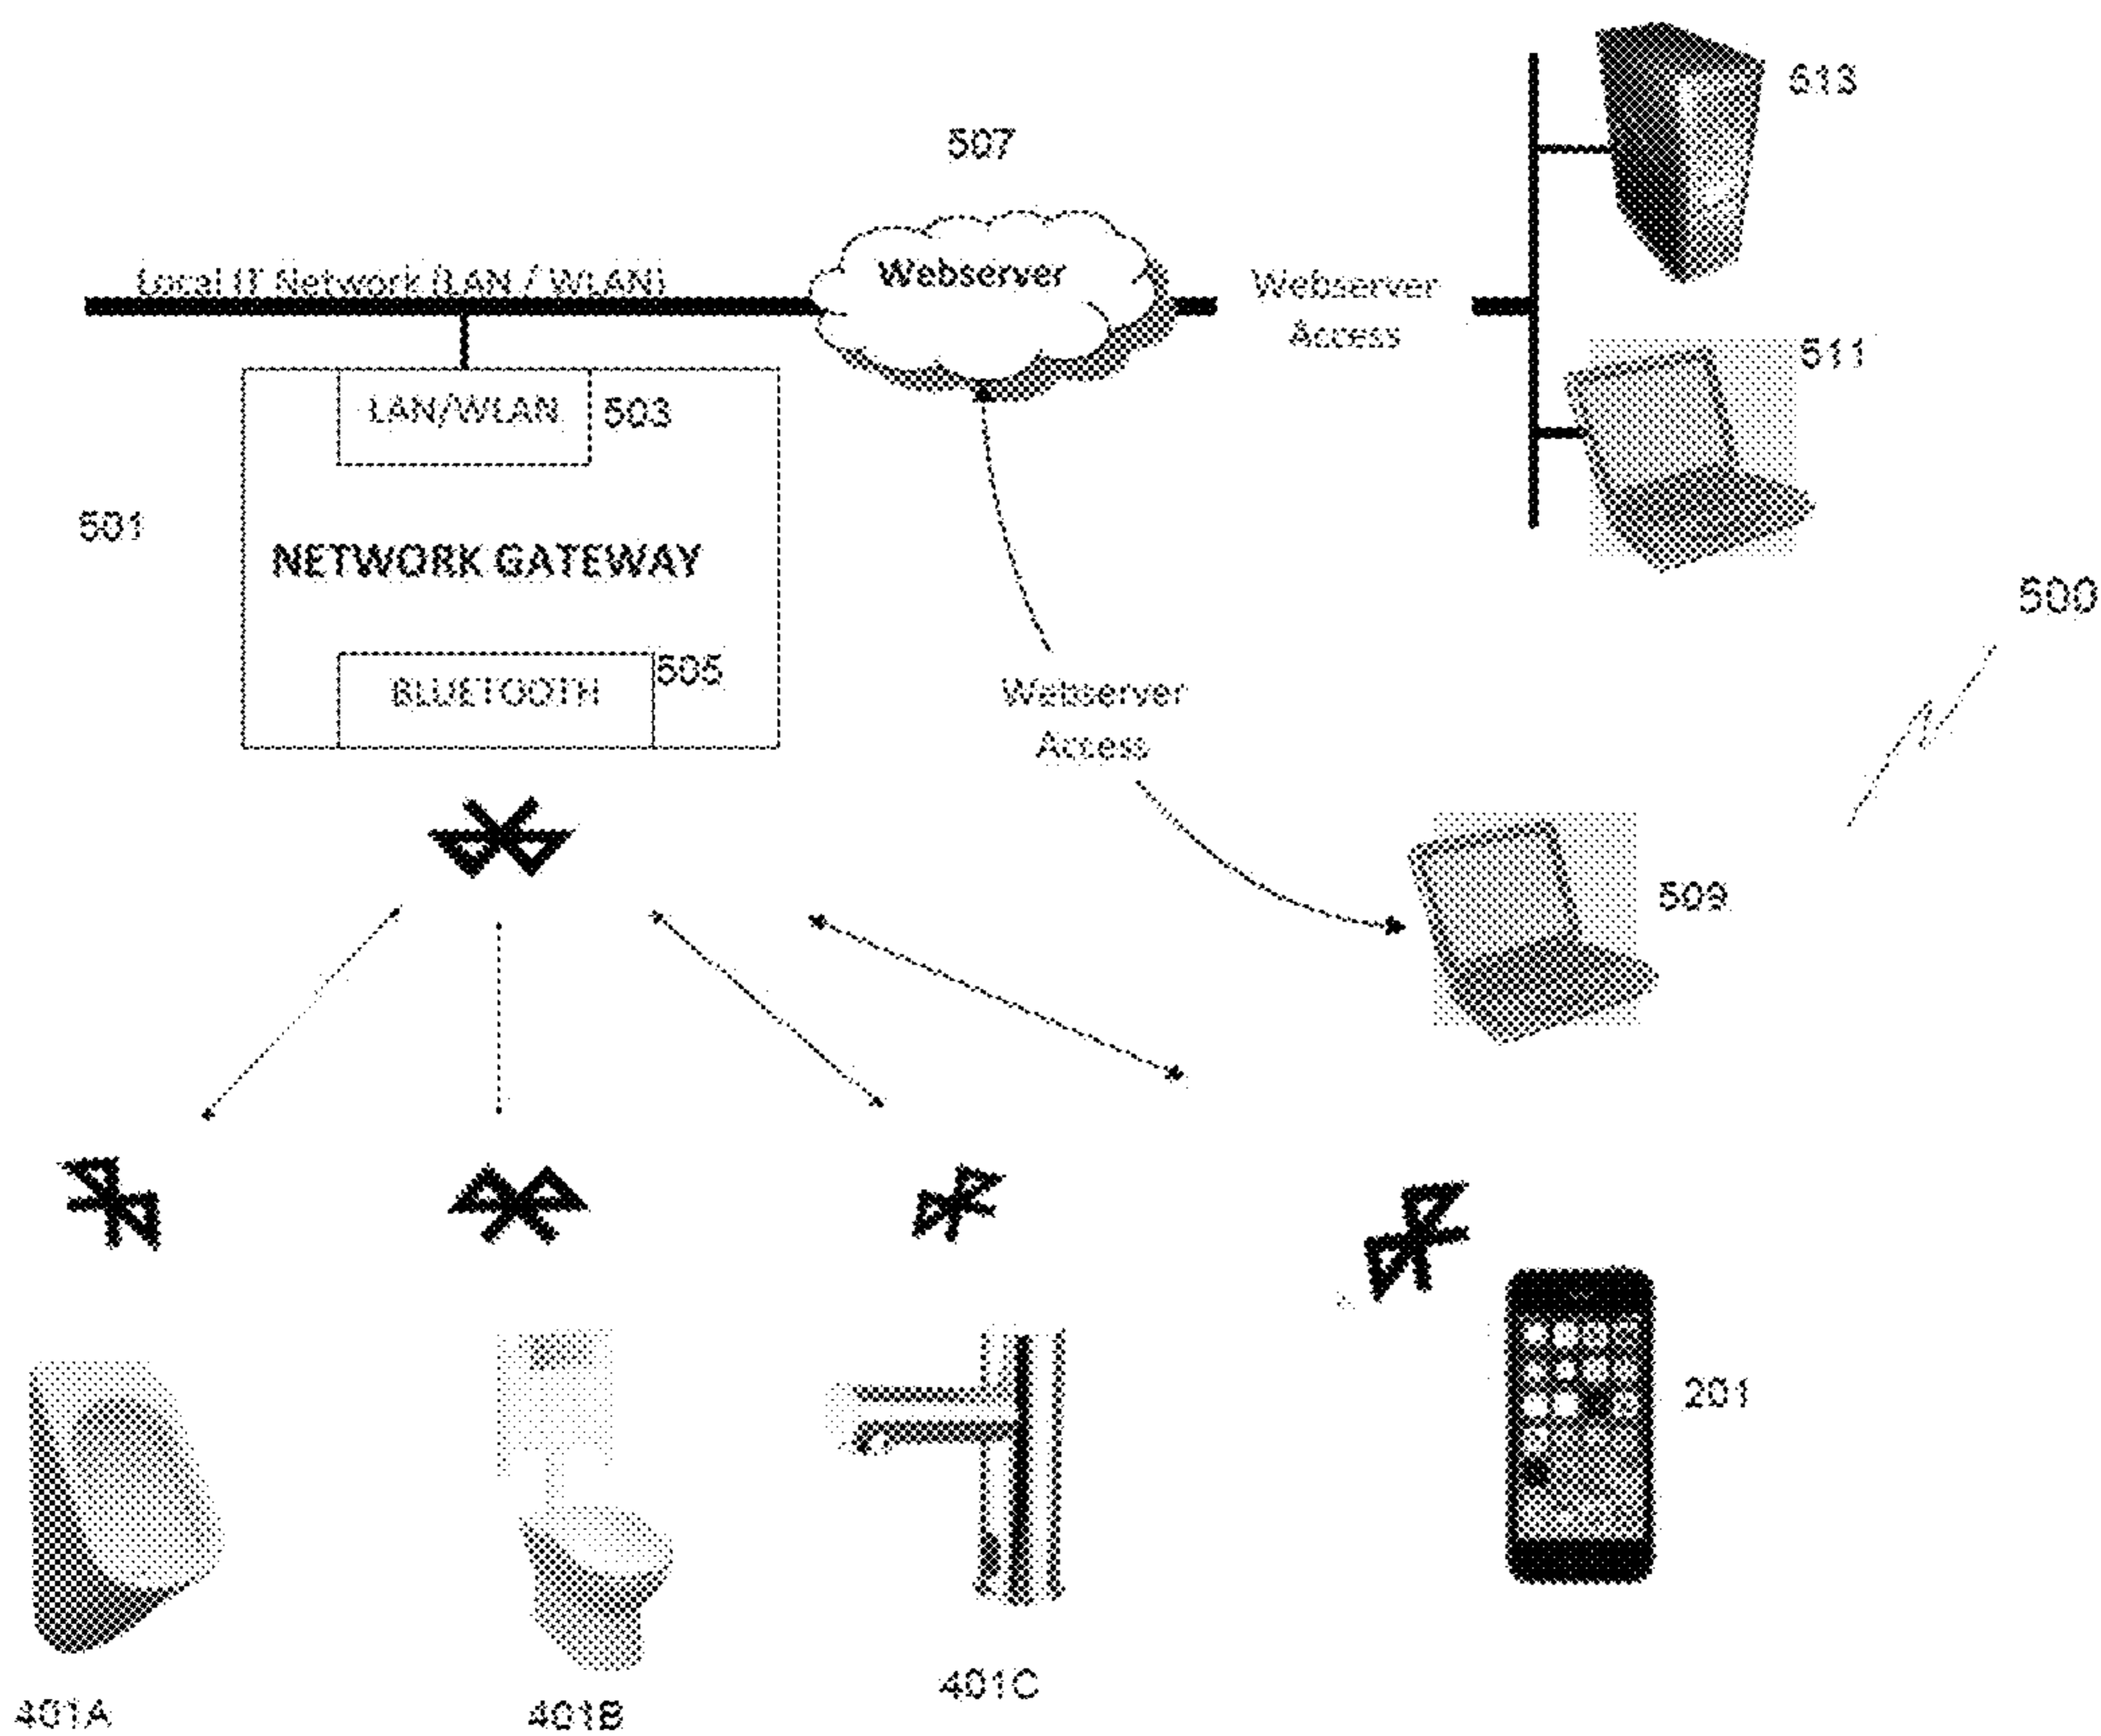 513
507
Local IT Network (LAN / WLAN)
Webserver
Webserver
Access
511
LAN/WLAN
503
501
NETWORK GATEWAY
500
505
BLUETOOTH
Webserver
Access
509
201
401A
401B
401C